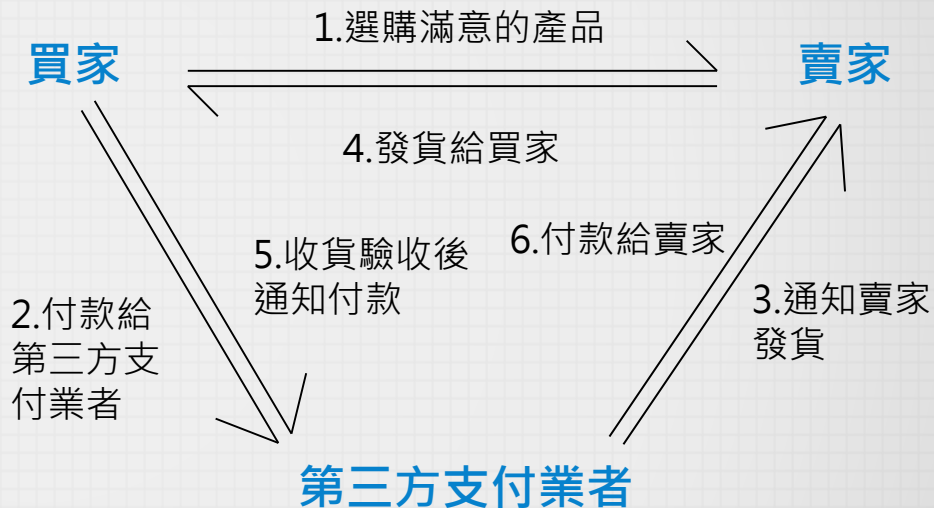 1.選購滿意的產品
買家
賣家
4.發貨給買家
5.收貨驗收後
通知付款
6.付款給賣家
2.付款給
第三方支
付業者
3.通知賣家
發貨
第三方支付業者